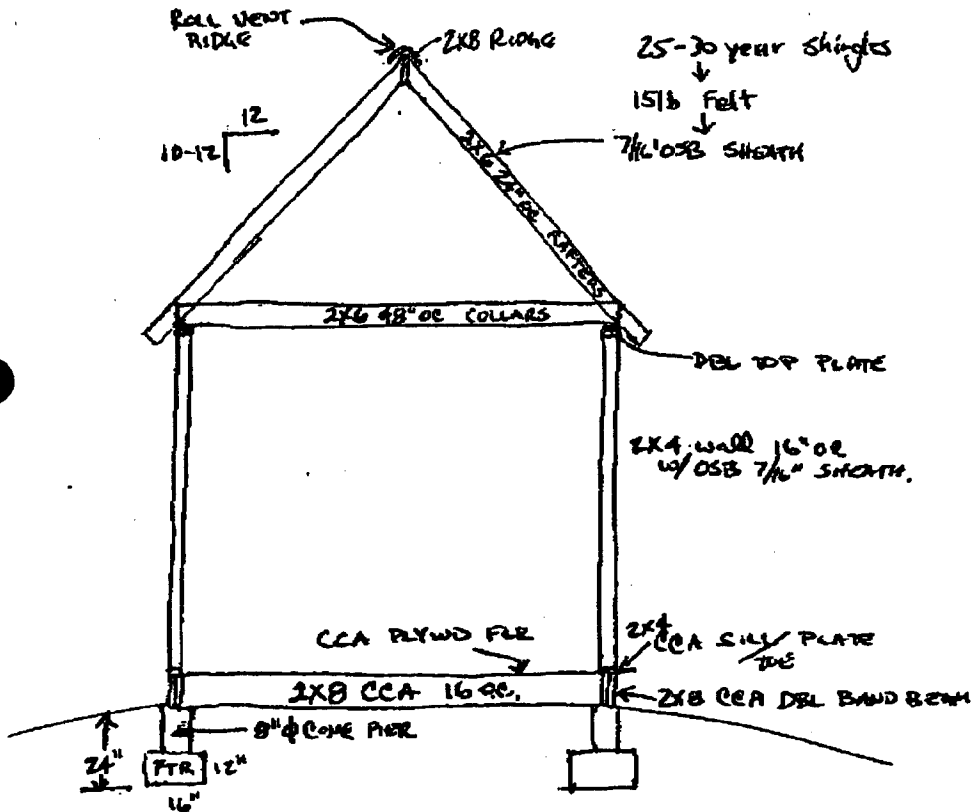 ROLL VENT
RIDGE
2X8 RIDGE
25-30 year Shingles
15lb Felt
7/16" OSB SHEATH
12
10-12
2X6 24" OC RAFTERS
2X6 48" OC COLLARS
DBL TOP PLATE
2X4 wall 16" OC
w/ OSB 7/16" SHEATH.
CCA PLYWD FLR
2X4
CCA SILL/PLATE
2X8 CCA 16 OC.
2X8 CCA DBL BAND BEAM
8"ϕ CONC PIER
24"
FTR
12"
16"